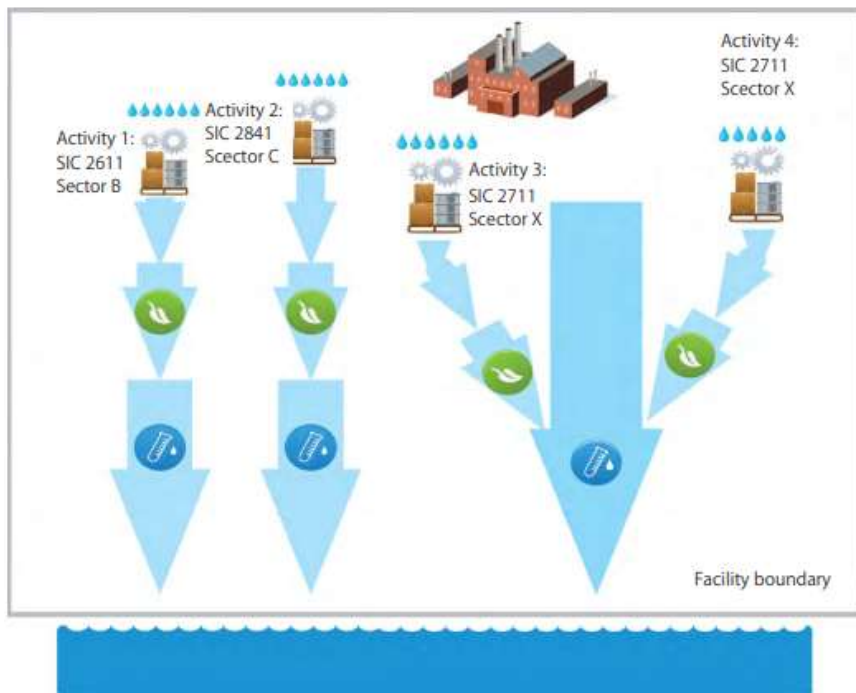 Activity 1:
SIC 2611
Sector B
Activity 2:
SIC 2841
Scector C
Activity 3:
SIC 2711
Scector X
Activity 4:
SIC 2711
Scector X
Facility boundary